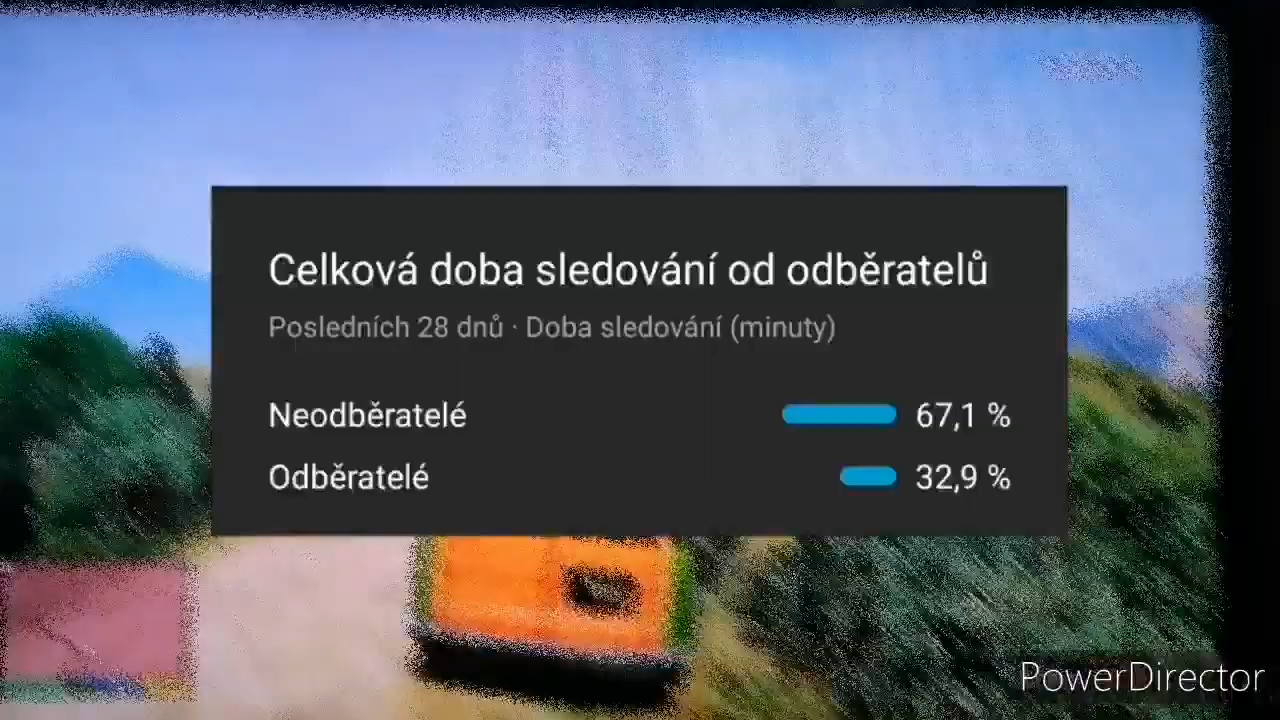 Celková doba sledování od odběratelů
Posledních 28 dnů · Doba sledování (minuty)
Neodběratelé 67,1 %
Odběratelé 32,9 %
PowerDirector